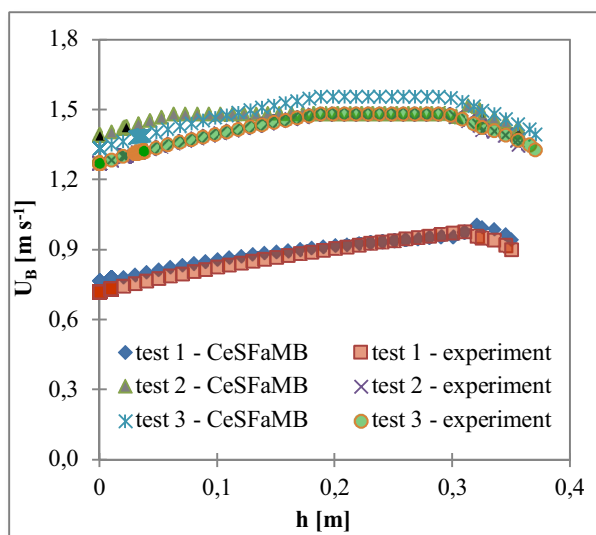 1,8
1,5
1,2
0,9
0,6
0,3
0,0
U_B [m s⁻¹]
test 1 - CeSFaMB
test 1 - experiment
test 2 - CeSFaMB
test 2 - experiment
test 3 - CeSFaMB
test 3 - experiment
0
0,1
0,2
0,3
0,4
h [m]